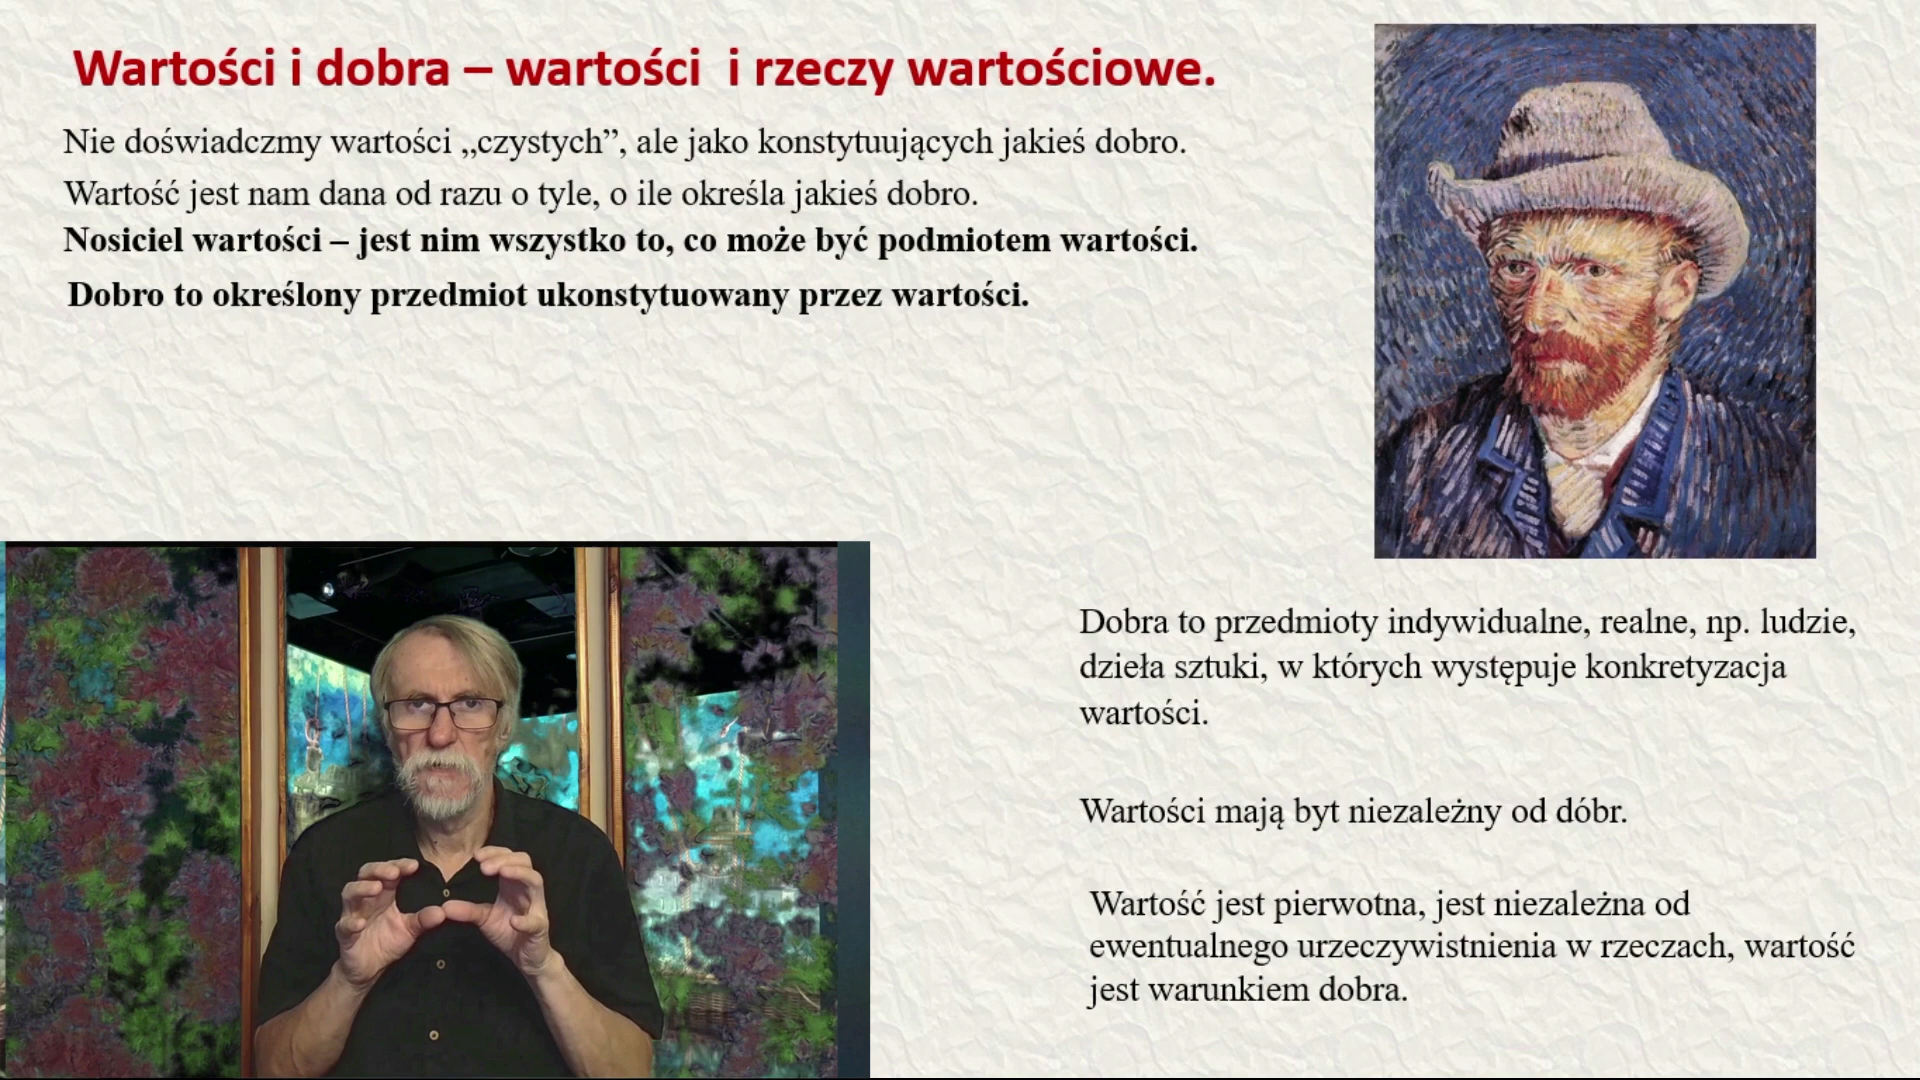 Wartości i dobra – wartości i rzeczy wartościowe.
Nie doświadczmy wartości „czystych”, ale jako konstytuujących jakieś dobro.
Wartość jest nam dana od razu o tyle, o ile określa jakieś dobro.
Nosiciel wartości – jest nim wszystko to, co może być podmiotem wartości.
Dobro to określony przedmiot ukonstytuowany przez wartości.
Dobra to przedmioty indywidualne, realne, np. ludzie,
dzieła sztuki, w których występuje konkretyzacja
wartości.
Wartości mają byt niezależny od dóbr.
Wartość jest pierwotna, jest niezależna od
ewentualnego urzeczywistnienia w rzeczach, wartość
jest warunkiem dobra.